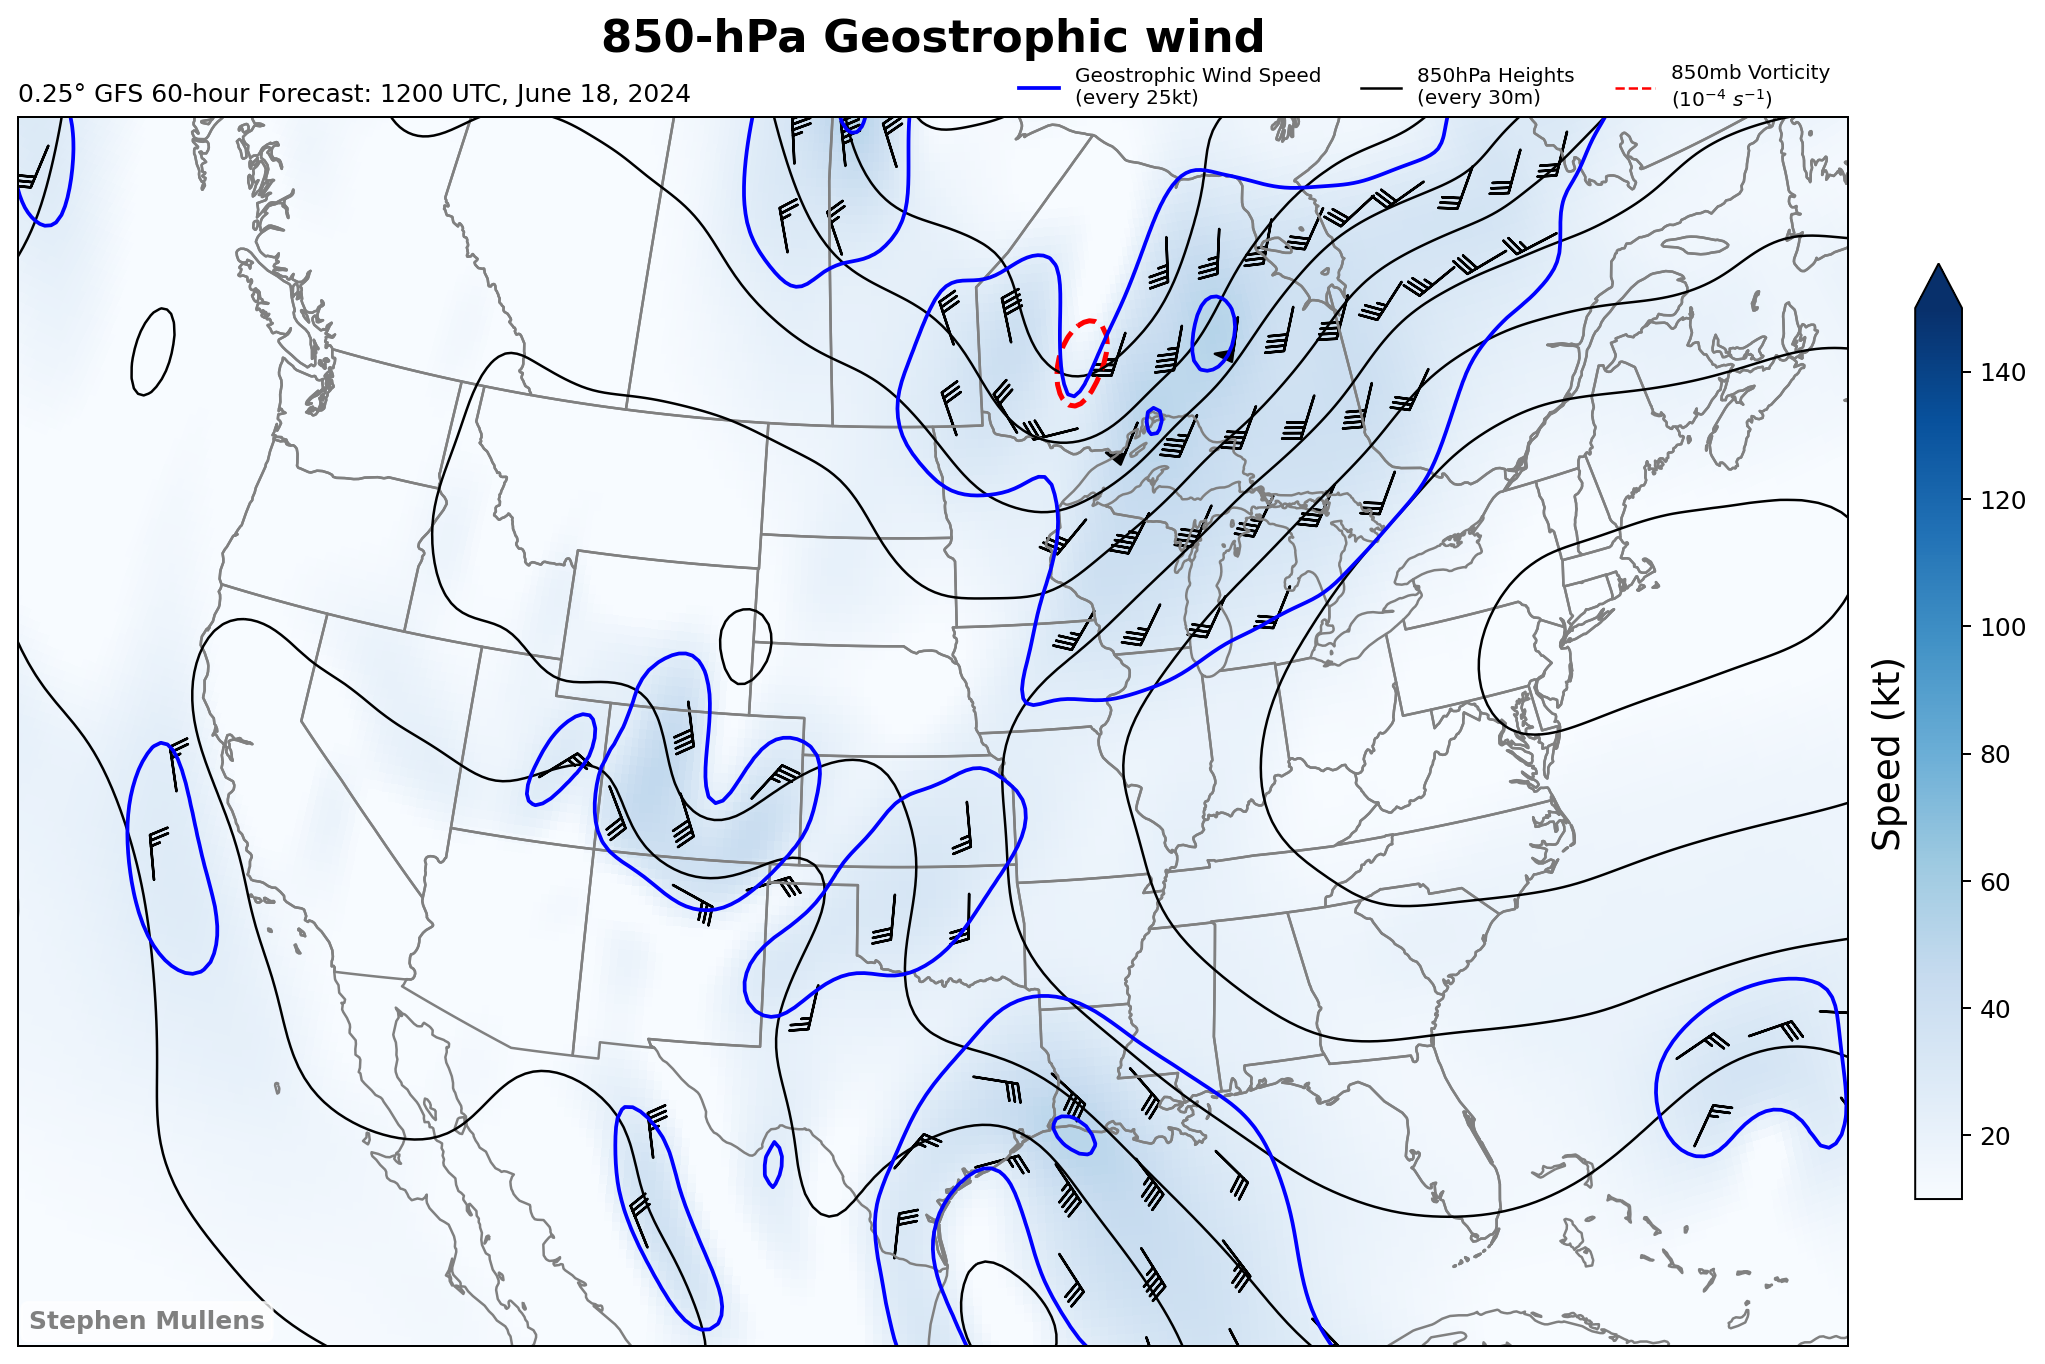 850-hPa Geostrophic wind
0.25° GFS 60-hour Forecast: 1200 UTC, June 18, 2024
Geostrophic Wind Speed
(every 25kt)
850hPa Heights
(every 30m)
850mb Vorticity
(10⁻⁴ s⁻¹)
140
120
100
80
60
40
20
Speed (kt)
Stephen Mullens